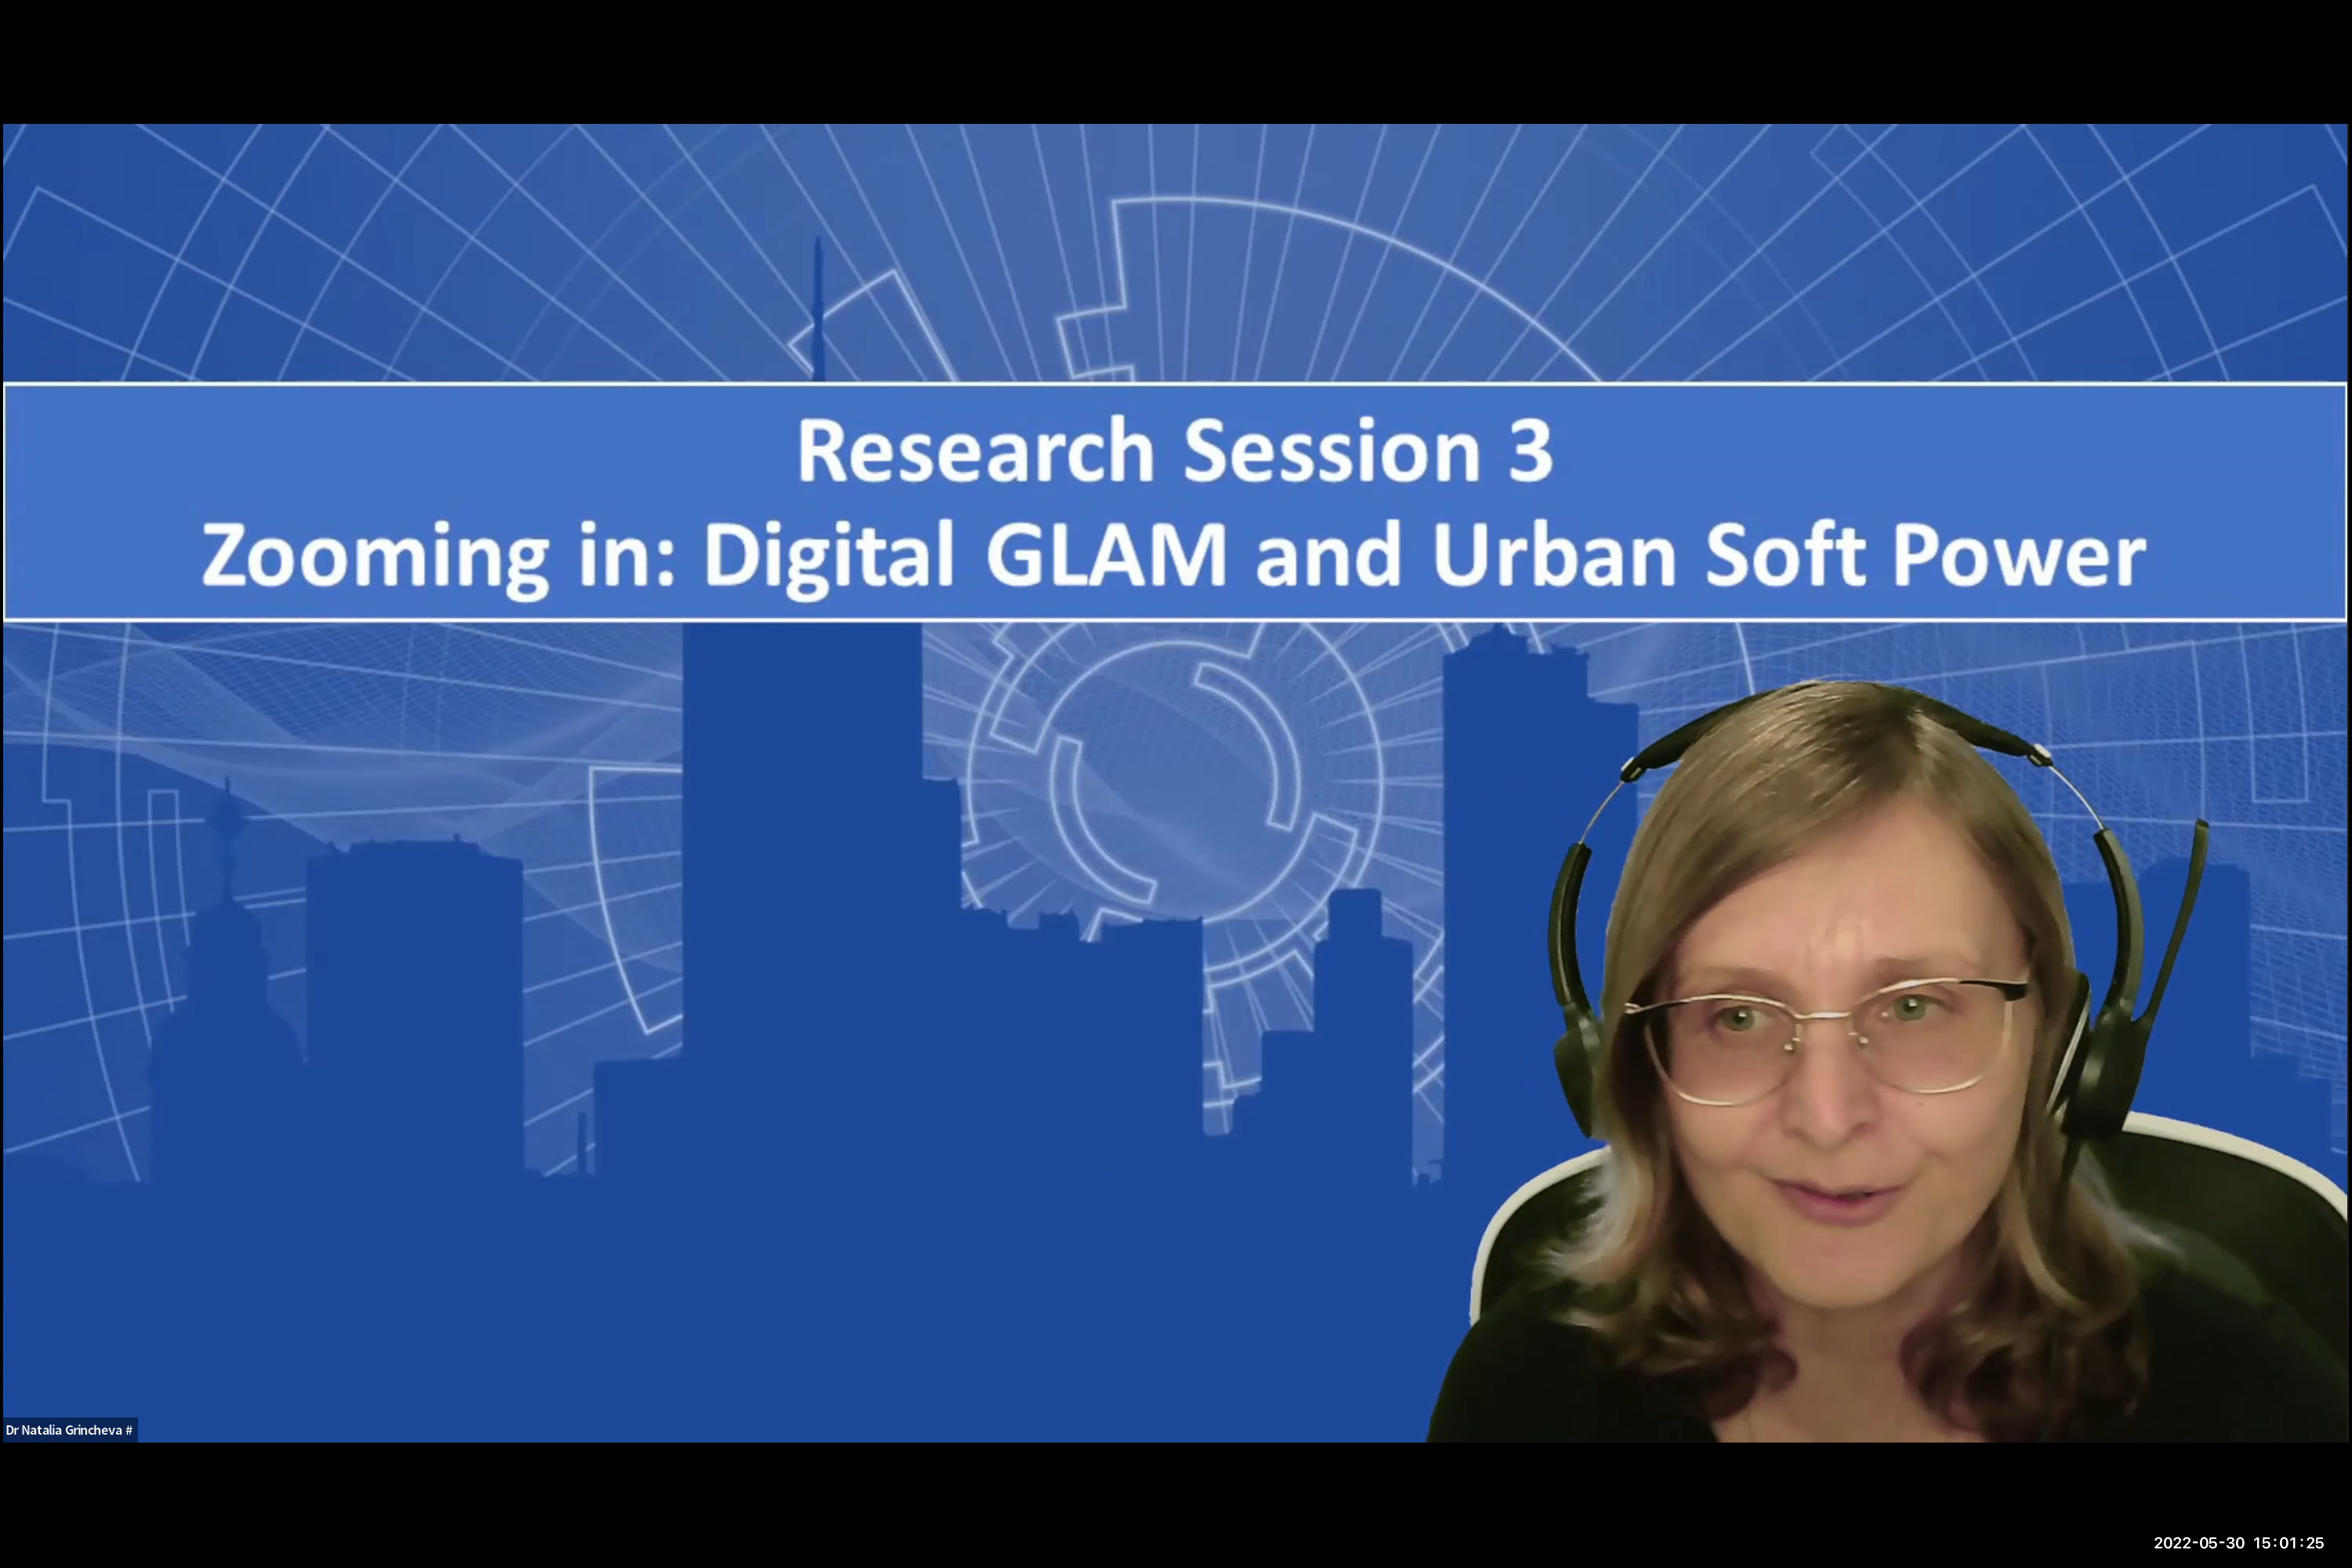 Research Session 3
Zooming in: Digital GLAM and Urban Soft Power
Dr Natalia Grincheva #
2022-05-30 15:01:25